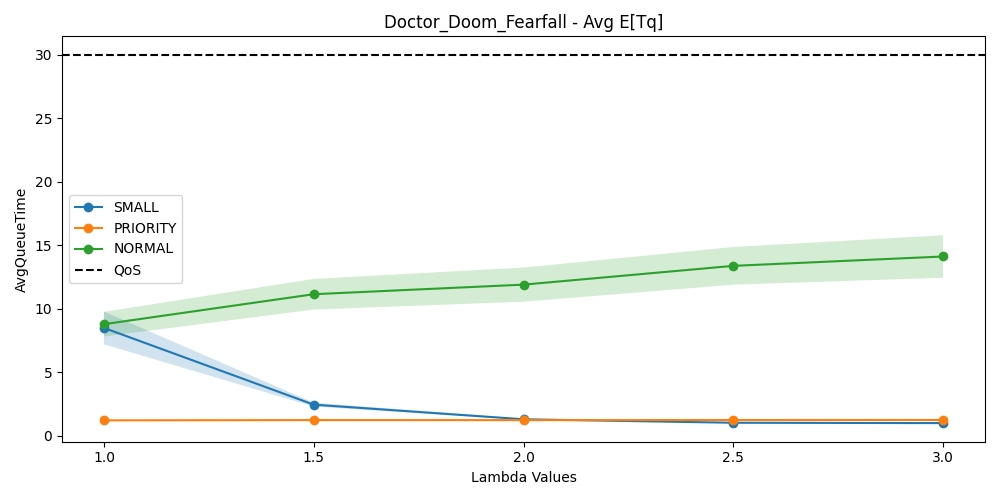 Doctor_Doom_Fearfall - Avg E[Tq]
AvgQueueTime
30
25
20
15
10
5
0
SMALL
PRIORITY
NORMAL
QoS
1.0
1.5
2.0
2.5
3.0
Lambda Values